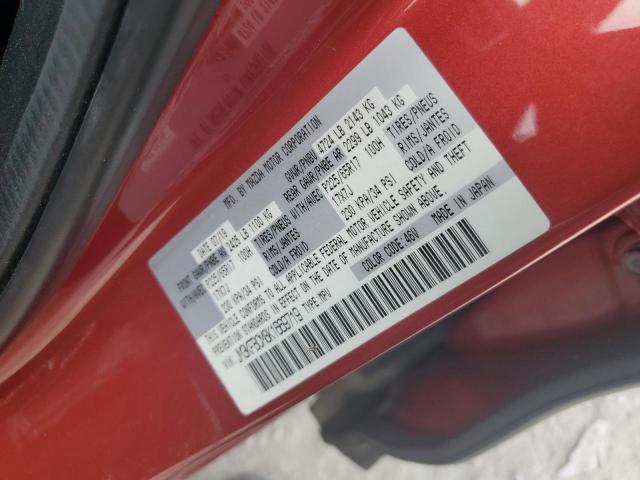 MFG. BY MAZDA MOTOR CORPORATION
DATE 07/18 GVWR/PNBV 4724 LB 2143 KG
FRONT GAWR/PNBE AV 2425 LB 1100 KG REAR GAWR/PNBE AR 2299 LB 1043 KG
WITH/AVEC P225/65R17 100H TIRES/PNEUS WITH/AVEC P225/65R17 100H TIRES/PNEUS
17X7J RIMS/JANTES 17X7J RIMS/JANTES
230 KPA/34 PSI COLD/A FROID 230 KPA/34 PSI COLD/A FROID
VEHICLE CONFORMS TO ALL APPLICABLE FEDERAL MOTOR VEHICLE SAFETY AND THEFT
PREVENTION STANDARDS IN EFFECT ON THE DATE OF MANUFACTURE SHOWN ABOVE.
VIN: TYPE:MPV COLOR CODE:46V MADE IN JAPAN